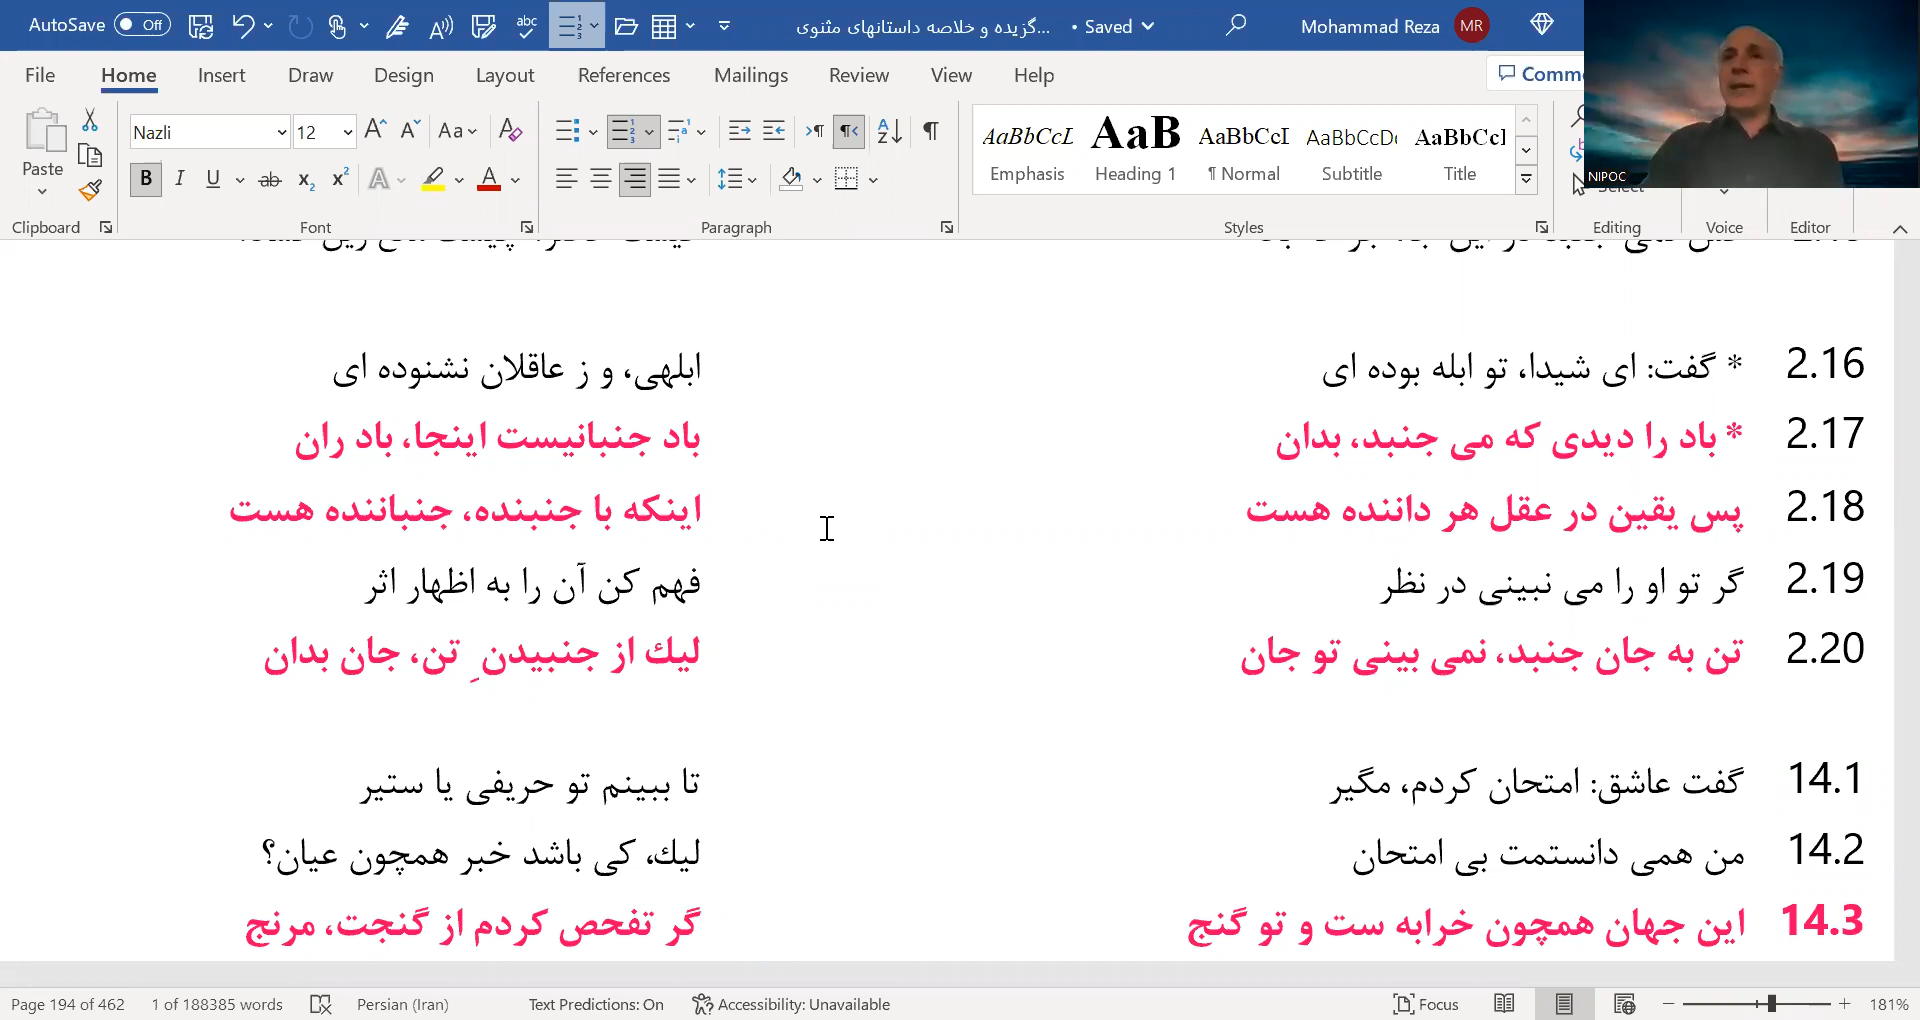 AutoSave Off abc گزیده و خلاصه داستانهای مثنوی... • Saved Mohammad Reza MR
File Home Insert Draw Design Layout References Mailings Review View Help Comm
Nazli 12 Aa AaBbCcL AaB AaBbCcI AaBbCcD AaBbCcI
Paste B I U ab x₂ x² A A Emphasis Heading 1 ¶ Normal Subtitle Title Select NIPOC
Clipboard Font Paragraph Styles Editing Voice Editor
2.16 * گفت: ای شیدا، تو ابله بوده ای ابلهی، و ز عاقلان نشنوده ای
2.17 * باد را دیدی که می جنبد، بدان باد جنبانیست اینجا، باد ران
2.18 پس یقین در عقل هر داننده هست اینکه با جنبنده، جنباننده هست
2.19 گر تو او را می نبینی در نظر فهم کن آن را به اظهار اثر
2.20 تن به جان جنبد، نمی بینی تو جان لیك از جنبیدنِ تن، جان بدان
14.1 گفت عاشق: امتحان کردم، مگیر تا ببینم تو حریفی یا ستیر
14.2 من همی دانستمت بی امتحان لیك، کی باشد خبر همچون عیان؟
14.3 این جهان همچون خرابه ست و تو گنج گر تفحص کردم از گنجت، مرنج
Page 194 of 462 1 of 188385 words Persian (Iran) Text Predictions: On Accessibility: Unavailable Focus 181%